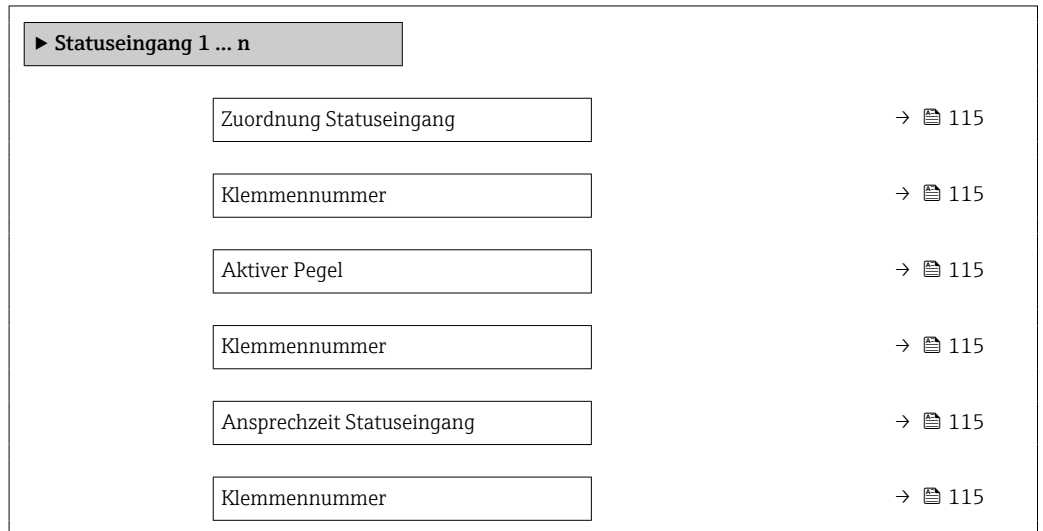 ▶ Statuseingang 1 … n
Zuordnung Statuseingang → 115
Klemmennummer → 115
Aktiver Pegel → 115
Klemmennummer → 115
Ansprechzeit Statuseingang → 115
Klemmennummer → 115